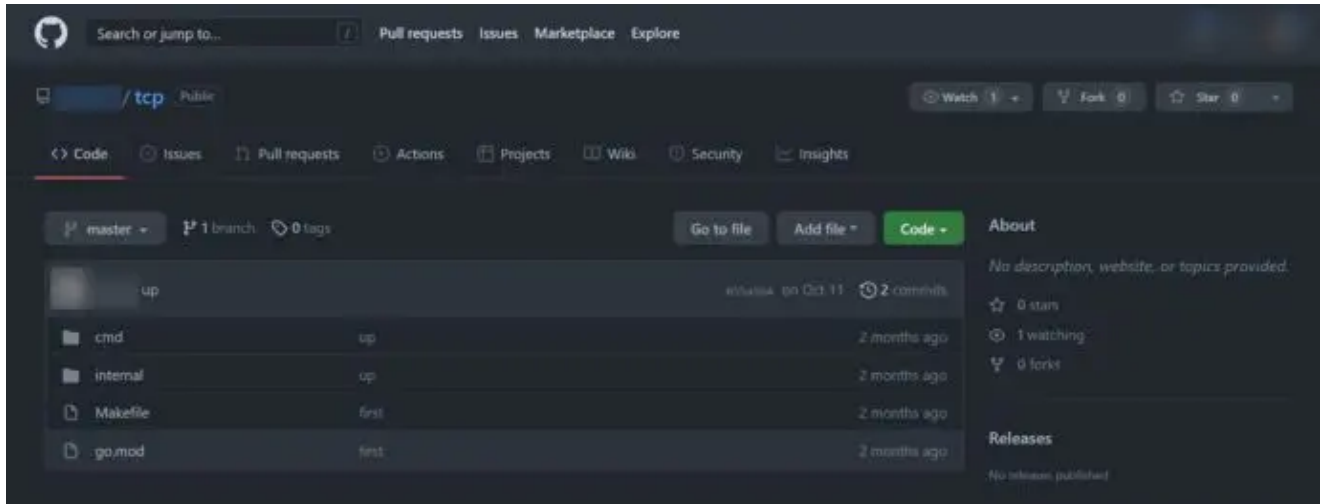 Search or jump to... / Pull requests Issues Marketplace Explore
/ tcp Public Watch 1 Fork 0 Star 0
<> Code Issues Pull requests Actions Projects Wiki Security Insights
master 1 branch 0 tags Go to file Add file Code
About
No description, website, or topics provided.
up on Oct 11 2 commits
0 stars
cmd up 2 months ago
1 watching
internal up 2 months ago
0 forks
Makefile first 2 months ago
go.mod first 2 months ago
Releases
No releases published